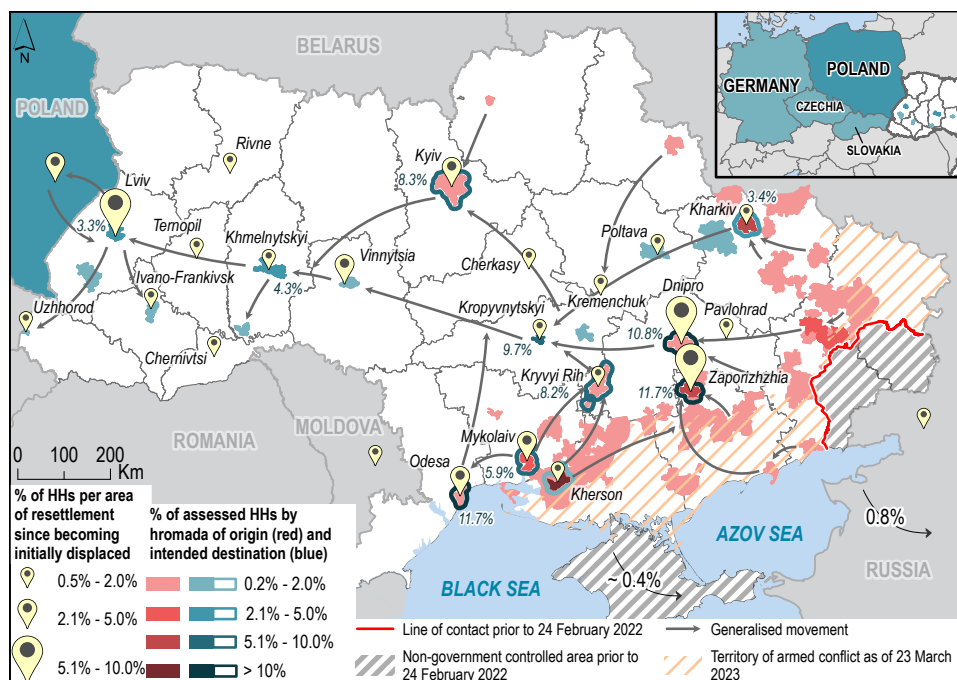 N
BELARUS
POLAND
GERMANY
POLAND
CZECHIA
SLOVAKIA
Rivne
Kyiv
8.3%
Lviv
3.3%
Ternopil
Khmelnytskyi
4.3%
Vinnytsia
Ivano-Frankivsk
Uzhhorod
Chernivtsi
Cherkasy
Poltava
Kharkiv
3.4%
Kropyvnytskyi
9.7%
Kremenchuk
Dnipro
10.8%
Pavlohrad
Kryvyi Rih
8.2%
Zaporizhzhia
11.7%
Mykolaiv
5.9%
Odesa
11.7%
Kherson
ROMANIA
MOLDOVA
RUSSIA
AZOV SEA
BLACK SEA
0.8%
~ 0.4%
0 100 200
Km
% of HHs per area
of resettlement
since becoming
initially displaced
0.5% - 2.0%
2.1% - 5.0%
5.1% - 10.0%
% of assessed HHs by
hromada of origin (red) and
intended destination (blue)
0.2% - 2.0%
2.1% - 5.0%
5.1% - 10.0%
> 10%
Line of contact prior to 24 February 2022
Non-government controlled area prior to
24 February 2022
Generalised movement
Territory of armed conflict as of 23 March
2023